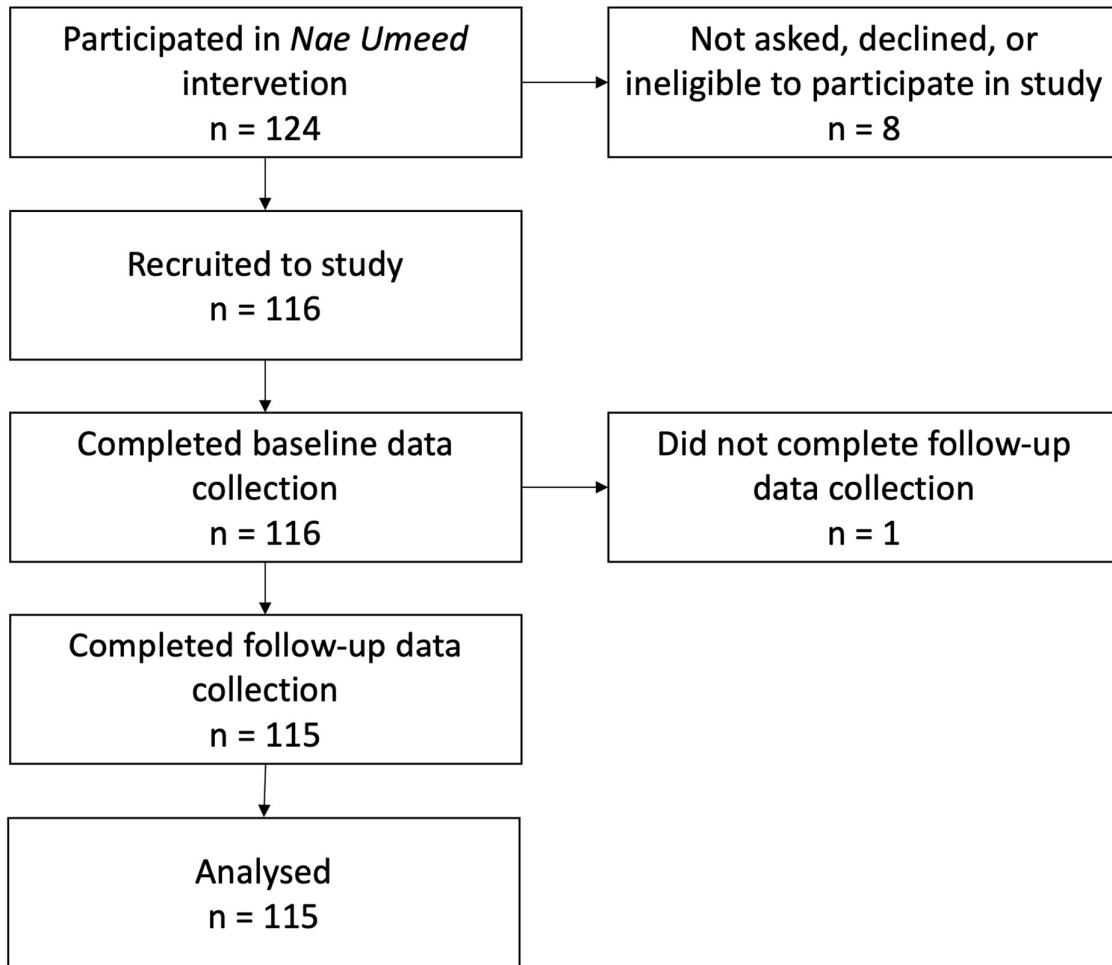 Participated in Nae Umeed
intervetion
n = 124
Not asked, declined, or
ineligible to participate in study
n = 8
Recruited to study
n = 116
Completed baseline data
collection
n = 116
Did not complete follow-up
data collection
n = 1
Completed follow-up data
collection
n = 115
Analysed
n = 115